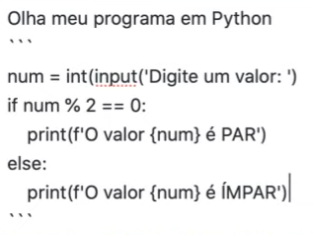 Olha meu programa em Python
```
num = int(input('Digite um valor: ')
if num % 2 == 0:
    print(f'O valor {num} é PAR')
else:
    print(f'O valor {num} é ÍMPAR')
```